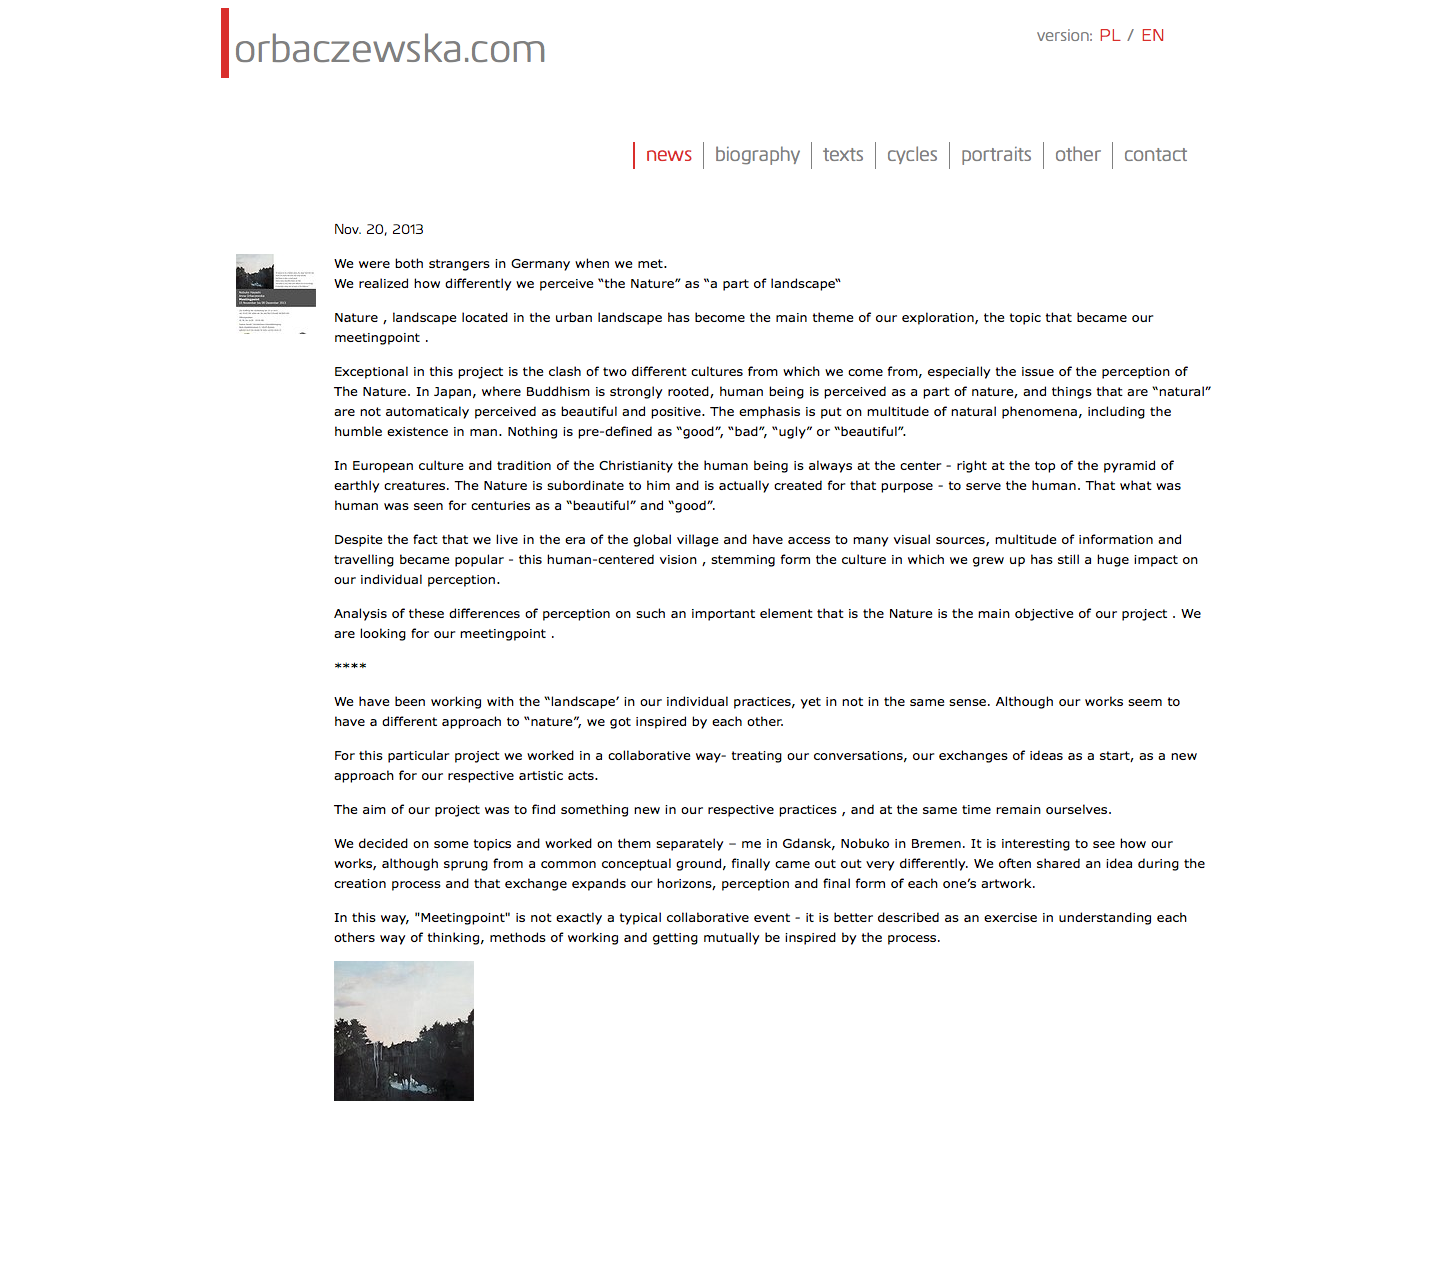 orbaczewska.com
version: PL / EN
news biography texts cycles portraits other contact
Nov. 20, 2013
We were both strangers in Germany when we met.
We realized how differently we perceive “the Nature” as “a part of landscape“
Nature , landscape located in the urban landscape has become the main theme of our exploration, the topic that became our
meetingpoint .
Exceptional in this project is the clash of two different cultures from which we come from, especially the issue of the perception of
The Nature. In Japan, where Buddhism is strongly rooted, human being is perceived as a part of nature, and things that are “natural”
are not automaticaly perceived as beautiful and positive. The emphasis is put on multitude of natural phenomena, including the
humble existence in man. Nothing is pre-defined as “good”, “bad”, “ugly” or “beautiful”.
In European culture and tradition of the Christianity the human being is always at the center - right at the top of the pyramid of
earthly creatures. The Nature is subordinate to him and is actually created for that purpose - to serve the human. That what was
human was seen for centuries as a “beautiful” and “good”.
Despite the fact that we live in the era of the global village and have access to many visual sources, multitude of information and
travelling became popular - this human-centered vision , stemming form the culture in which we grew up has still a huge impact on
our individual perception.
Analysis of these differences of perception on such an important element that is the Nature is the main objective of our project . We
are looking for our meetingpoint .
****
We have been working with the “landscape’ in our individual practices, yet in not in the same sense. Although our works seem to
have a different approach to “nature”, we got inspired by each other.
For this particular project we worked in a collaborative way- treating our conversations, our exchanges of ideas as a start, as a new
approach for our respective artistic acts.
The aim of our project was to find something new in our respective practices , and at the same time remain ourselves.
We decided on some topics and worked on them separately – me in Gdansk, Nobuko in Bremen. It is interesting to see how our
works, although sprung from a common conceptual ground, finally came out out very differently. We often shared an idea during the
creation process and that exchange expands our horizons, perception and final form of each one’s artwork.
In this way, "Meetingpoint" is not exactly a typical collaborative event - it is better described as an exercise in understanding each
others way of thinking, methods of working and getting mutually be inspired by the process.